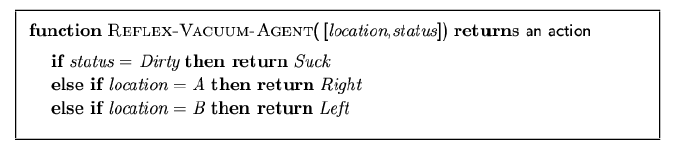 function REFLEX-VACUUM-AGENT( [location,status]) returns an action
if status = Dirty then return Suck
else if location = A then return Right
else if location = B then return Left